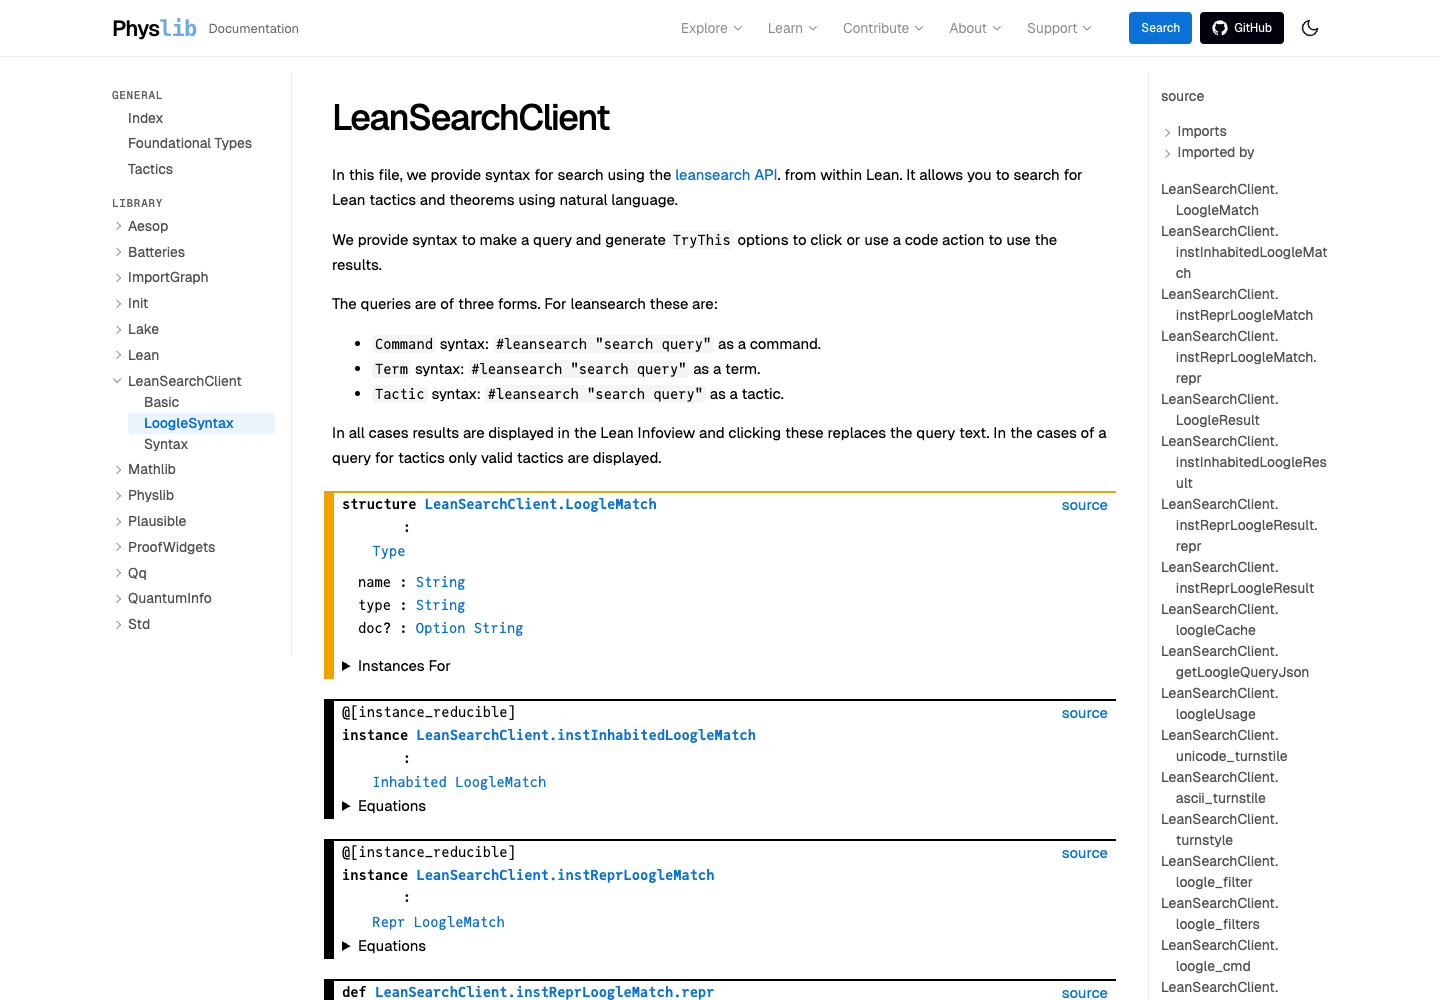 Physlib Documentation Explore Learn Contribute About Support Search GitHub
GENERAL
Index
Foundational Types
Tactics
LIBRARY
Aesop
Batteries
ImportGraph
Init
Lake
Lean
LeanSearchClient
Basic
LoogleSyntax
Syntax
Mathlib
Physlib
Plausible
ProofWidgets
Qq
QuantumInfo
Std
LeanSearchClient
In this file, we provide syntax for search using the leansearch API. from within Lean. It allows you to search for
Lean tactics and theorems using natural language.
We provide syntax to make a query and generate TryThis options to click or use a code action to use the
results.
The queries are of three forms. For leansearch these are:
• Command syntax: #leansearch "search query" as a command.
• Term syntax: #leansearch "search query" as a term.
• Tactic syntax: #leansearch "search query" as a tactic.
In all cases results are displayed in the Lean Infoview and clicking these replaces the query text. In the cases of a
query for tactics only valid tactics are displayed.
structure LeanSearchClient.LoogleMatch source
:
Type
name : String
type : String
doc? : Option String
Instances For
@[instance_reducible] source
instance LeanSearchClient.instInhabitedLoogleMatch
:
Inhabited LoogleMatch
Equations
@[instance_reducible] source
instance LeanSearchClient.instReprLoogleMatch
:
Repr LoogleMatch
Equations
def LeanSearchClient.instReprLoogleMatch.repr source
source
Imports
Imported by
LeanSearchClient.
LoogleMatch
LeanSearchClient.
instInhabitedLoogleMat
ch
LeanSearchClient.
instReprLoogleMatch
LeanSearchClient.
instReprLoogleMatch.
repr
LeanSearchClient.
LoogleResult
LeanSearchClient.
instInhabitedLoogleRes
ult
LeanSearchClient.
instReprLoogleResult.
repr
LeanSearchClient.
instReprLoogleResult
LeanSearchClient.
loogleCache
LeanSearchClient.
getLoogleQueryJson
LeanSearchClient.
loogleUsage
LeanSearchClient.
unicode_turnstile
LeanSearchClient.
ascii_turnstile
LeanSearchClient.
turnstyle
LeanSearchClient.
loogle_filter
LeanSearchClient.
loogle_filters
LeanSearchClient.
loogle_cmd
LeanSearchClient.